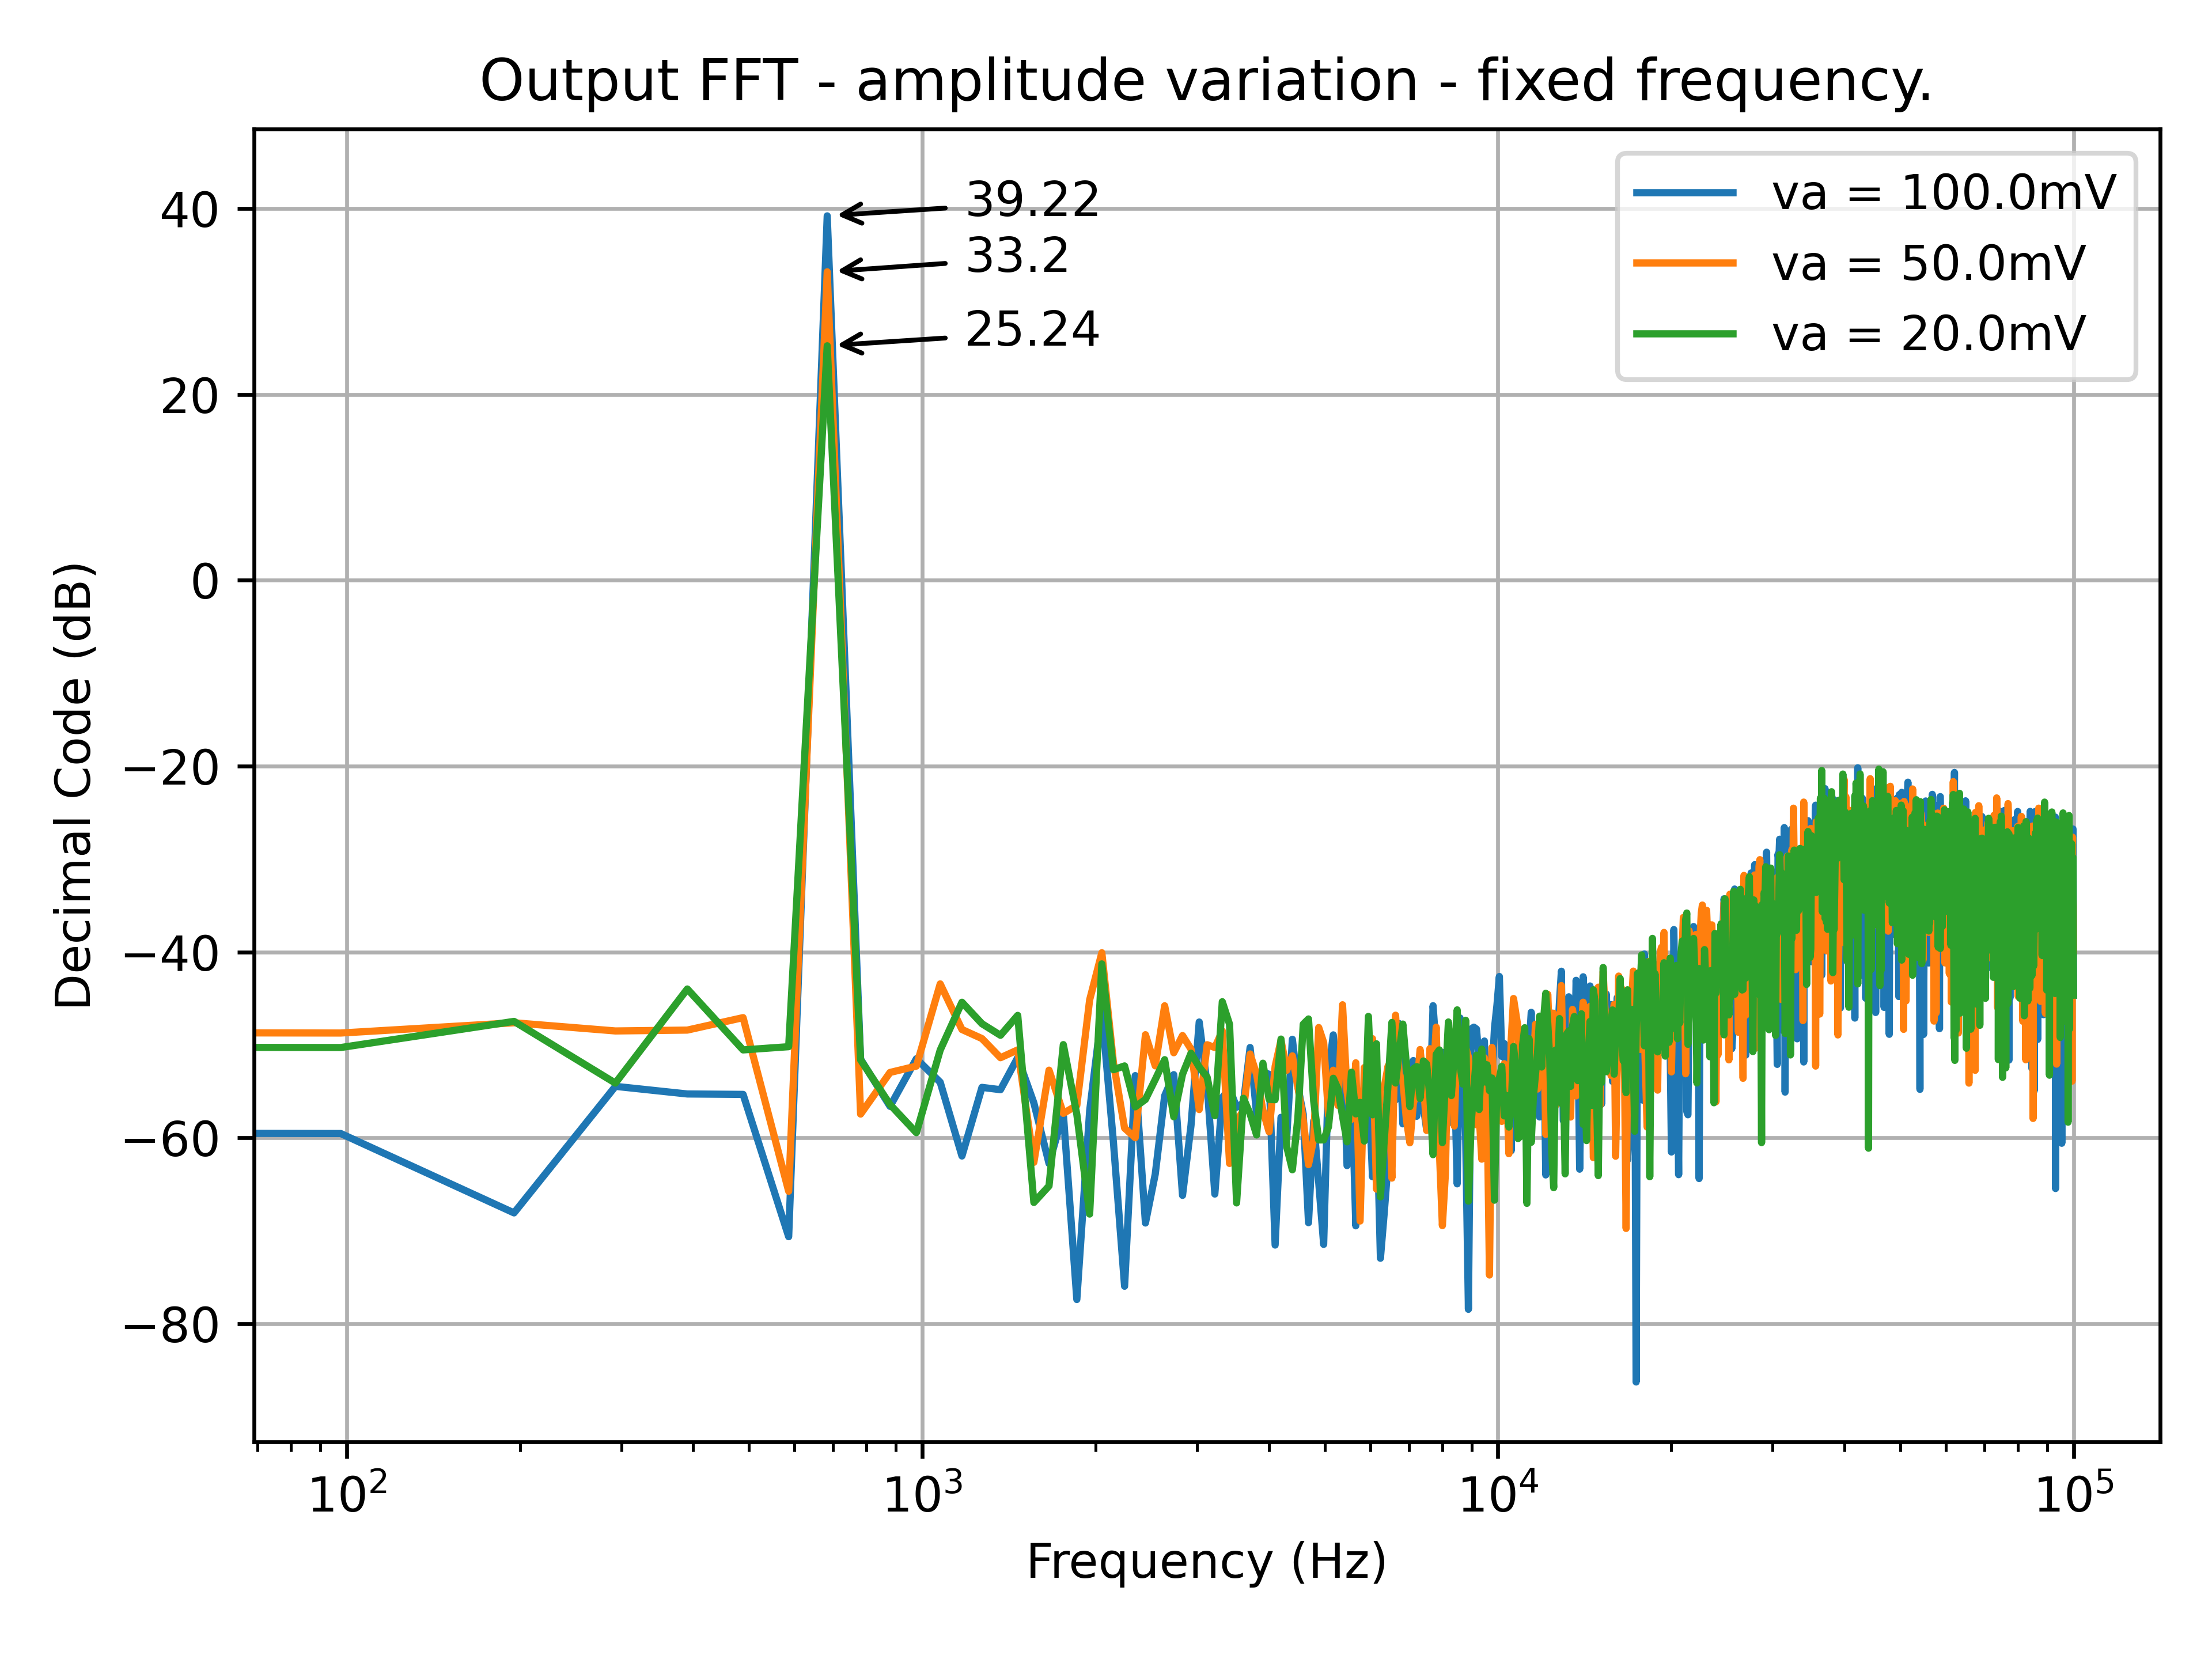 Output FFT - amplitude variation - fixed frequency.
39.22
33.2
25.24
va = 100.0mV
va = 50.0mV
va = 20.0mV
40
20
0
−20
−40
−60
−80
Decimal Code (dB)
10² 10³ 10⁴ 10⁵
Frequency (Hz)